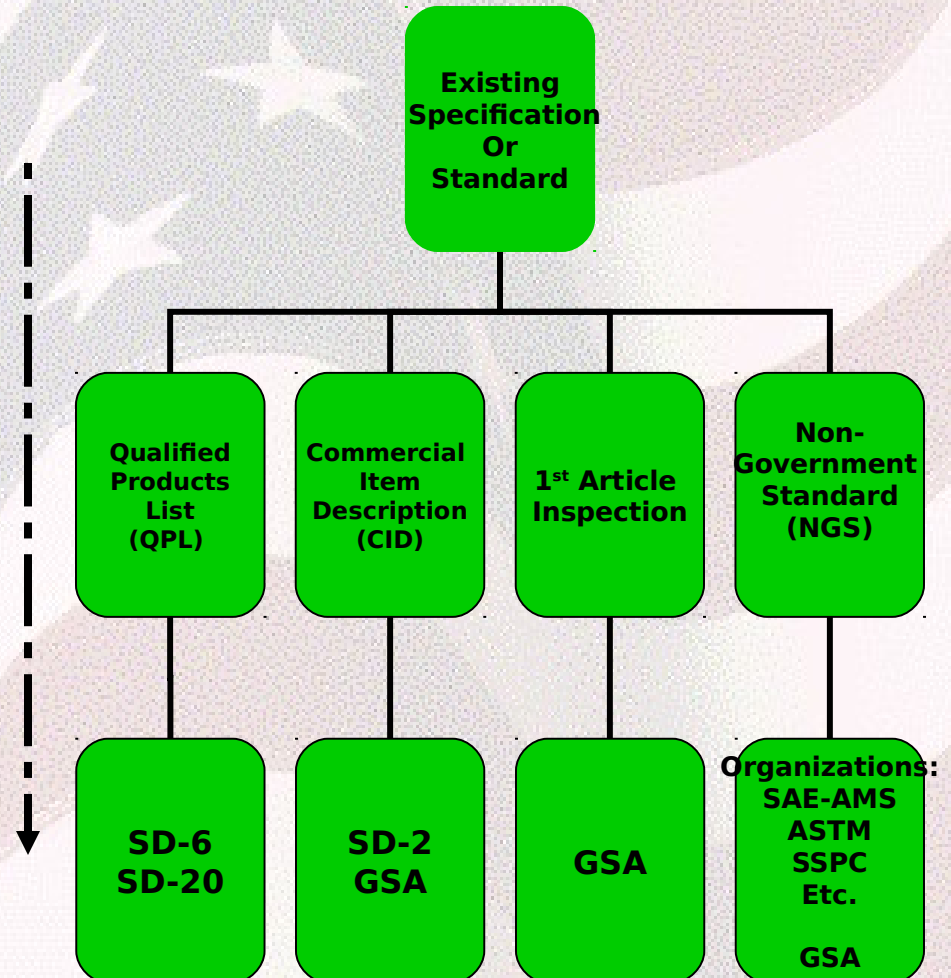 Existing
Specification
Or
Standard
Qualified
Products
List
(QPL)
Commercial
Item
Description
(CID)
1st Article
Inspection
Non-
Government
Standard
(NGS)
SD-6
SD-20
SD-2
GSA
GSA
Organizations:
SAE-AMS
ASTM
SSPC
Etc.
GSA